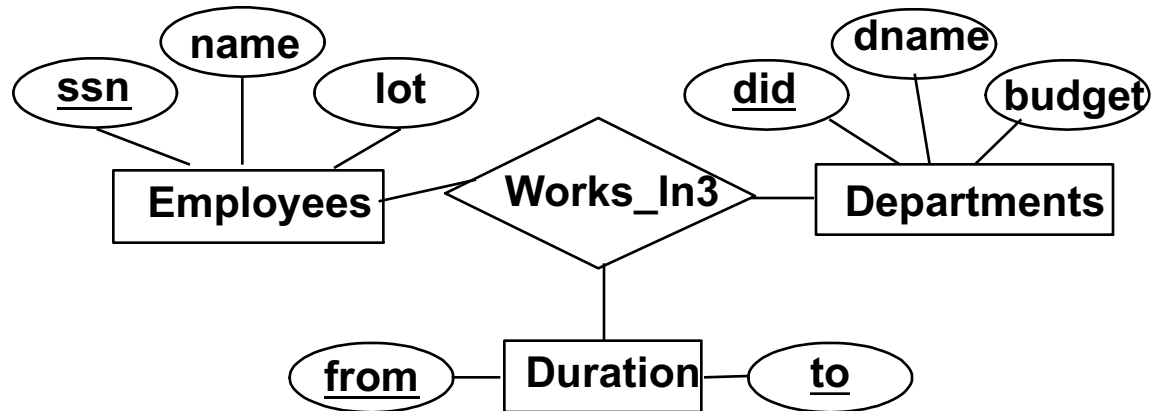 name
ssn
lot
dname
did
budget
Employees
Works_In3
Departments
from
Duration
to